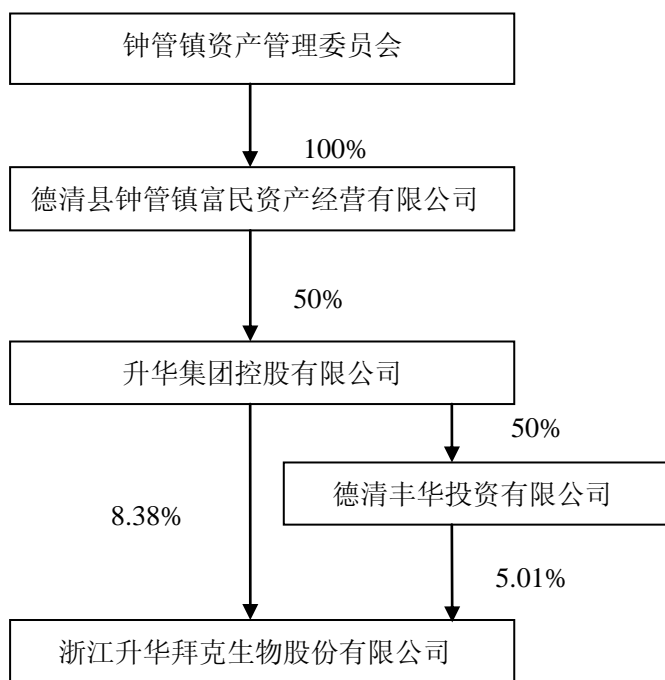 钟管镇资产管理委员会
100%
德清县钟管镇富民资产经营有限公司
50%
升华集团控股有限公司
50%
德清丰华投资有限公司
8.38%
5.01%
浙江升华拜克生物股份有限公司